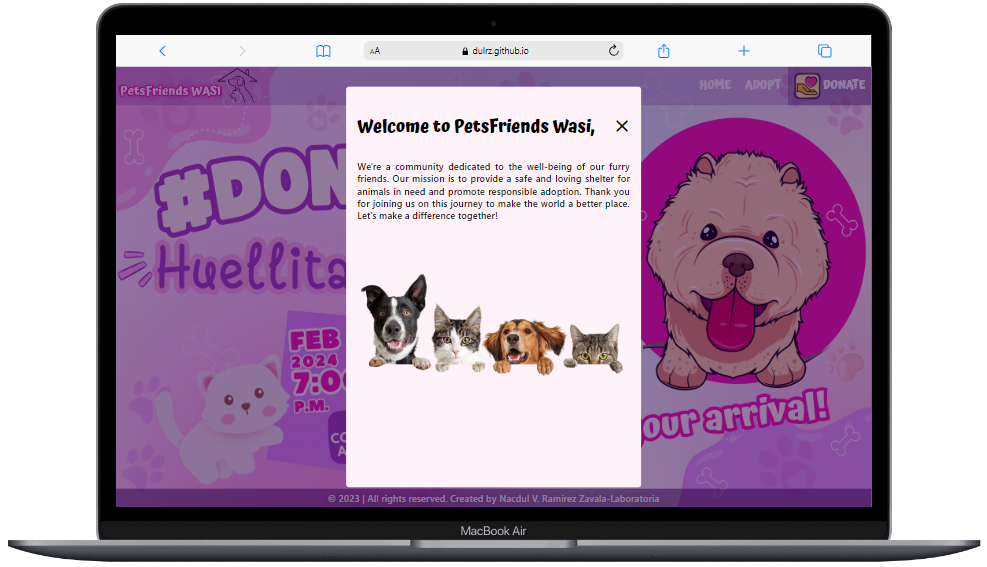 AA dulrz.github.io
PetsFriends WASI
HOME ADOPT DONATE
Welcome to PetsFriends Wasi,
We're a community dedicated to the well-being of our furry
friends. Our mission is to provide a safe and loving shelter for
animals in need and promote responsible adoption. Thank you
for joining us on this journey to make the world a better place.
Let's make a difference together!
#DON
Huellita
FEB
2024
7:00
P.M.
CO
A
our arrival!
© 2023 | All rights reserved. Created by Nacdul V. Ramírez Zavala-Laboratoria
MacBook Air